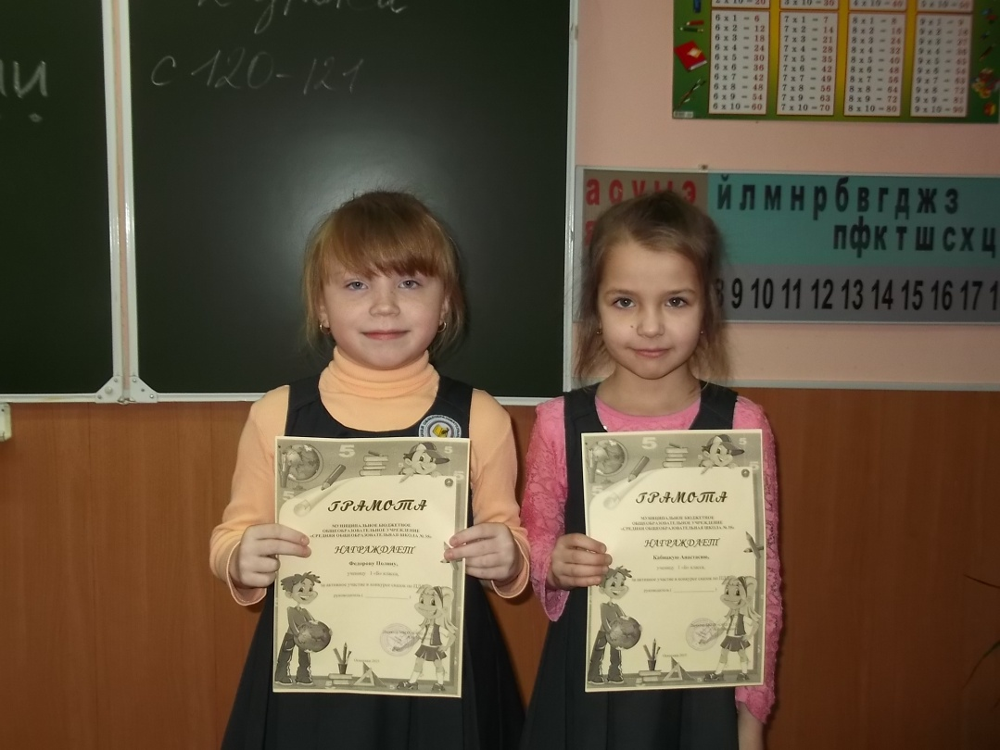 к уроку
с 120-121
ии
6 x 1 = 6
6 x 2 = 12
6 x 3 = 18
6 x 4 = 24
6 x 5 = 30
6 x 6 = 36
6 x 7 = 42
6 x 8 = 48
6 x 9 = 54
6 x 10 = 60
7 x 1 = 7
7 x 2 = 14
7 x 3 = 21
7 x 4 = 28
7 x 5 = 35
7 x 6 = 42
7 x 7 = 49
7 x 8 = 56
7 x 9 = 63
7 x 10 = 70
8 x 1 = 8
8 x 2 = 16
8 x 3 = 24
8 x 4 = 32
8 x 5 = 40
8 x 6 = 48
8 x 7 = 56
8 x 8 = 64
8 x 9 = 72
8 x 10 = 80
9 x 1 = 9
9 x 2 = 18
9 x 3 = 27
9 x 4 = 36
9 x 5 = 45
9 x 6 = 54
9 x 7 = 63
9 x 8 = 72
9 x 9 = 81
9 x 10 = 90
а о у ы э й л м н р б в г д ж з
п ф к т ш с х ц
8 9 10 11 12 13 14 15 16 17 1
5
ГРАМОТА
МУНИЦИПАЛЬНОЕ БЮДЖЕТНОЕ
ОБЩЕОБРАЗОВАТЕЛЬНОЕ УЧРЕЖДЕНИЕ
«СРЕДНЯЯ ОБЩЕОБРАЗОВАТЕЛЬНАЯ ШКОЛА №
НАГРАЖДАЕТ
Федорову Полину,
ученицу 1 «Б» класса,
за активное участие в конкурсе сказок по
руководитель (
5
ГРАМОТА
МУНИЦИПАЛЬНОЕ БЮДЖЕТНОЕ
ОБЩЕОБРАЗОВАТЕЛЬНОЕ УЧРЕЖДЕНИЕ
«СРЕДНЯЯ ОБЩЕОБРАЗОВАТЕЛЬНАЯ ШКОЛА №
НАГРАЖДАЕТ
Анастасию,
ученицу 1 «Б» класса,
за активное участие в конкурсе сказок по
руководитель (